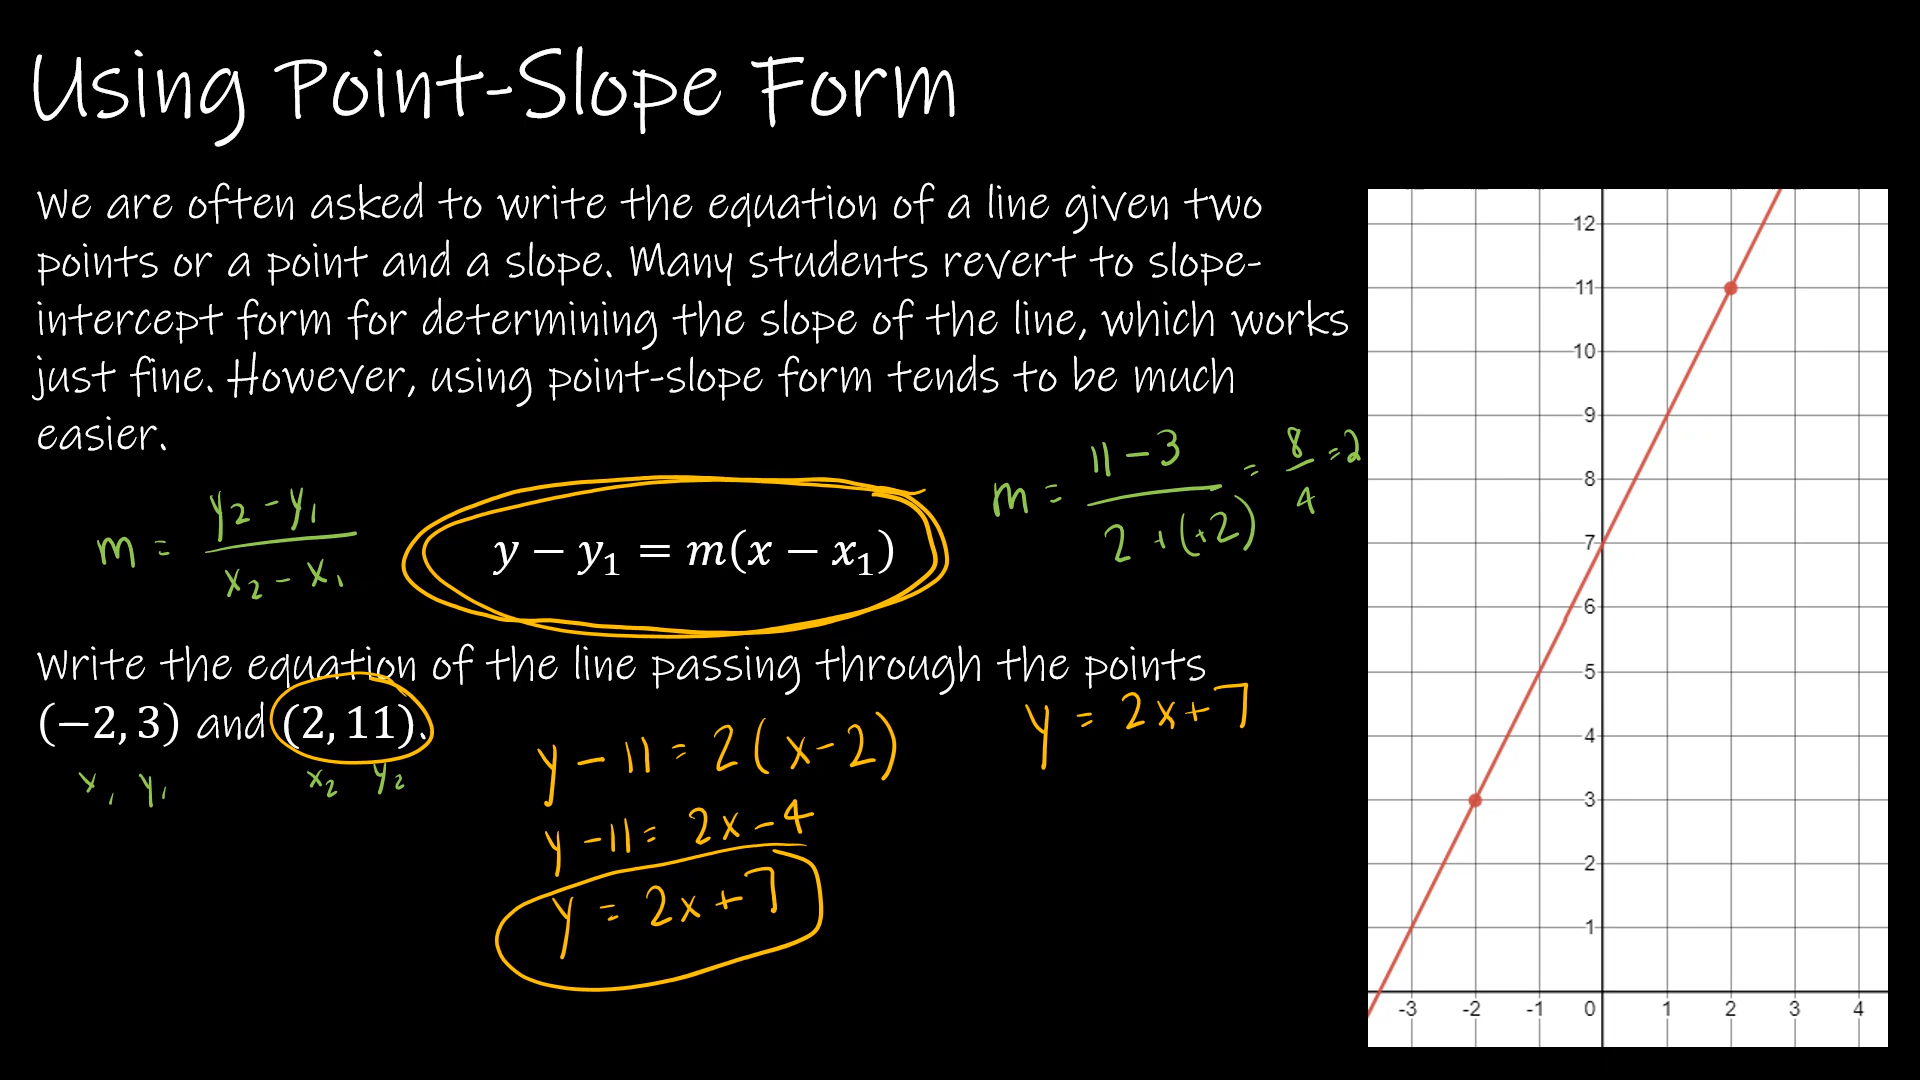 Using Point-Slope Form
We are often asked to write the equation of a line given two
points or a point and a slope. Many students revert to slope-
intercept form for determining the slope of the line, which works
just fine. However, using point-slope form tends to be much
easier.
m = y2 - y1 / x2 - x1
y − y₁ = m(x − x₁)
m = 11 - 3 / 2 + (+2) = 8/4 = 2
Write the equation of the line passing through the points
(−2, 3) and (2, 11).
x1 y1 x2 y2
y - 11 = 2(x - 2)
y - 11 = 2x - 4
y = 2x + 7
y = 2x + 7
12
11
10
9
8
7
6
5
4
3
2
1
-3 -2 -1 0 1 2 3 4